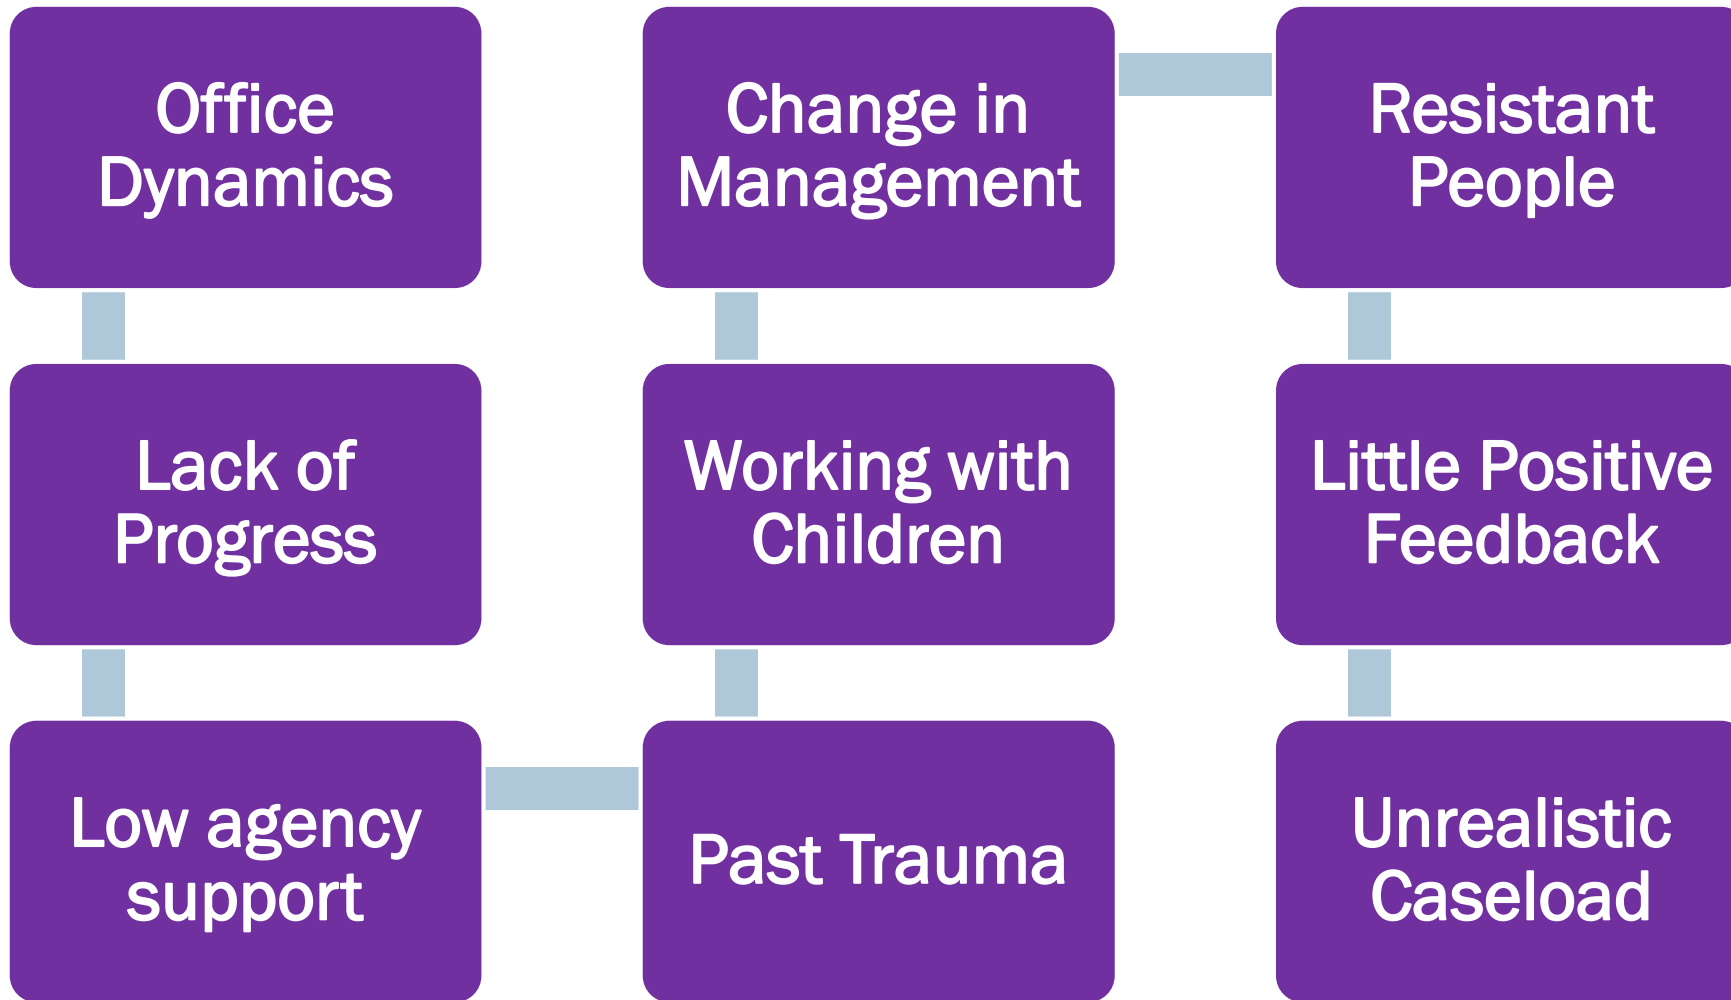 Office
Dynamics
Lack of
Progress
Low agency
support
Past Trauma
Working with
Children
Change in
Management
Resistant
People
Little Positive
Feedback
Unrealistic
Caseload